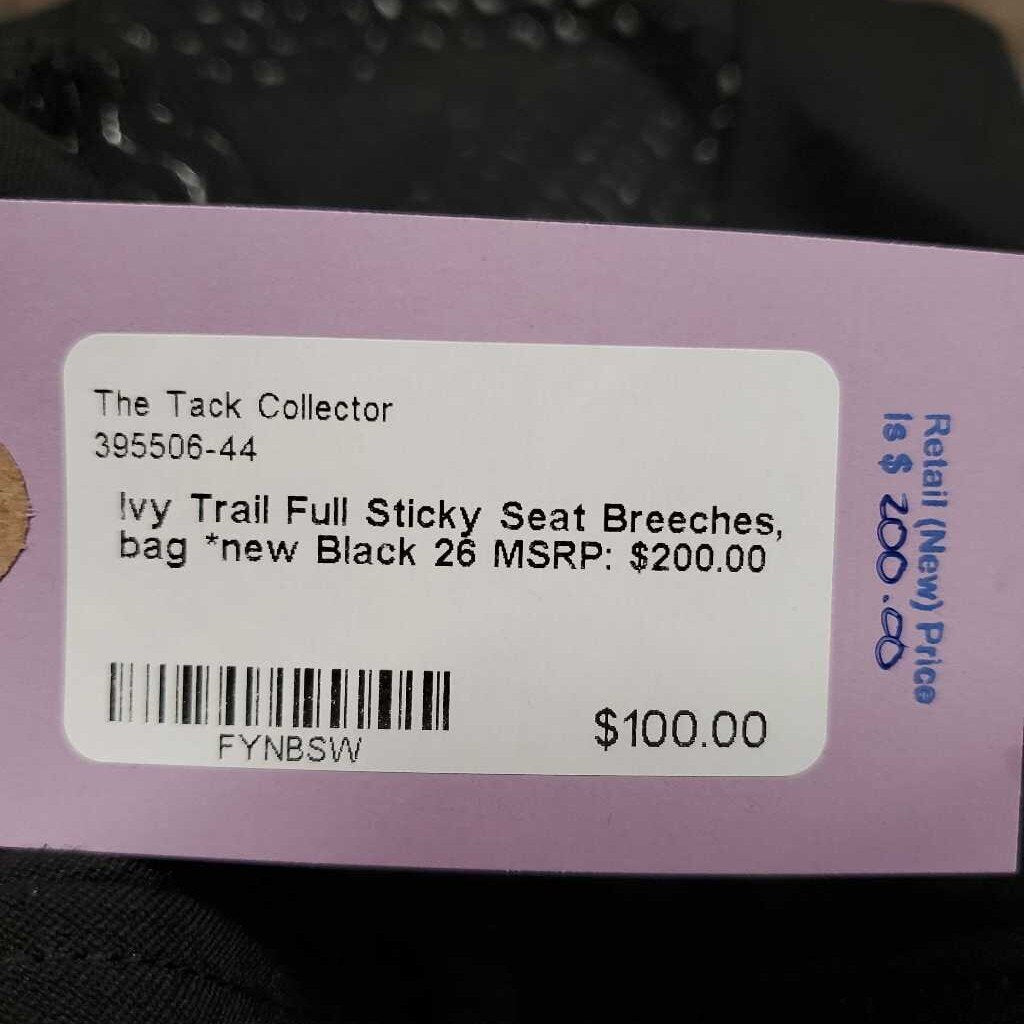 The Tack Collector
395506-44
Ivy Trail Full Sticky Seat Breeches,
bag *new Black 26 MSRP: $200.00
FYNBSW
$100.00
Retail (New) Price
Is $ 200.00